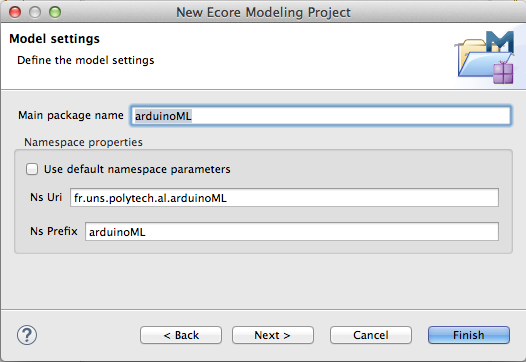 New Ecore Modeling Project
Model settings
Define the model settings
Main package name arduinoML
Namespace properties
Use default namespace parameters
Ns Uri fr.uns.polytech.al.arduinoML
Ns Prefix arduinoML
? < Back Next > Cancel Finish